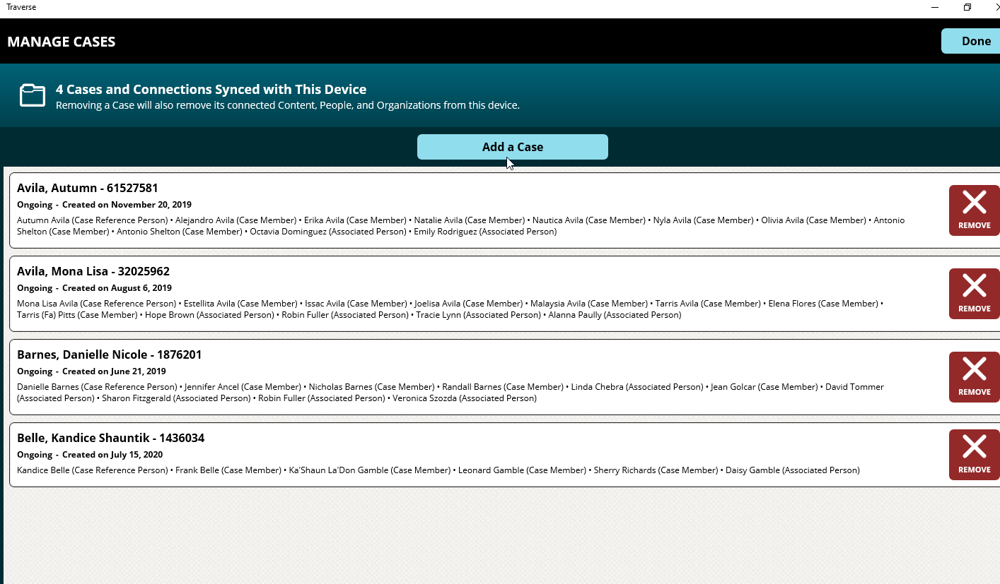 Traverse
MANAGE CASES
Done
4 Cases and Connections Synced with This Device
Removing a Case will also remove its connected Content, People, and Organizations from this device.
Add a Case
Avila, Autumn - 61527581
Ongoing - Created on November 20, 2019
Autumn Avila (Case Reference Person) • Alejandro Avila (Case Member) • Erika Avila (Case Member) • Natalie Avila (Case Member) • Nautica Avila (Case Member) • Nyla Avila (Case Member) • Olivia Avila (Case Member) • Antonio
Shelton (Case Member) • Antonio Shelton (Case Member) • Octavia Dominguez (Associated Person) • Emily Rodriguez (Associated Person)
REMOVE
Avila, Mona Lisa - 32025962
Ongoing - Created on August 6, 2019
Mona Lisa Avila (Case Reference Person) • Estellita Avila (Case Member) • Issac Avila (Case Member) • Joelisa Avila (Case Member) • Malaysia Avila (Case Member) • Tarris Avila (Case Member) • Elena Flores (Case Member) •
Tarris (Fa) Pitts (Case Member) • Hope Brown (Associated Person) • Robin Fuller (Associated Person) • Tracie Lynn (Associated Person) • Alanna Paully (Associated Person)
REMOVE
Barnes, Danielle Nicole - 1876201
Ongoing - Created on June 21, 2019
Danielle Barnes (Case Reference Person) • Jennifer Ancel (Case Member) • Nicholas Barnes (Case Member) • Randall Barnes (Case Member) • Linda Chebra (Associated Person) • Jean Golcar (Case Member) • David Tommer
(Associated Person) • Sharon Fitzgerald (Associated Person) • Robin Fuller (Associated Person) • Veronica Szozda (Associated Person)
REMOVE
Belle, Kandice Shauntik - 1436034
Ongoing - Created on July 15, 2020
Kandice Belle (Case Reference Person) • Frank Belle (Case Member) • Ka'Shaun La'Don Gamble (Case Member) • Leonard Gamble (Case Member) • Sherry Richards (Case Member) • Daisy Gamble (Associated Person)
REMOVE